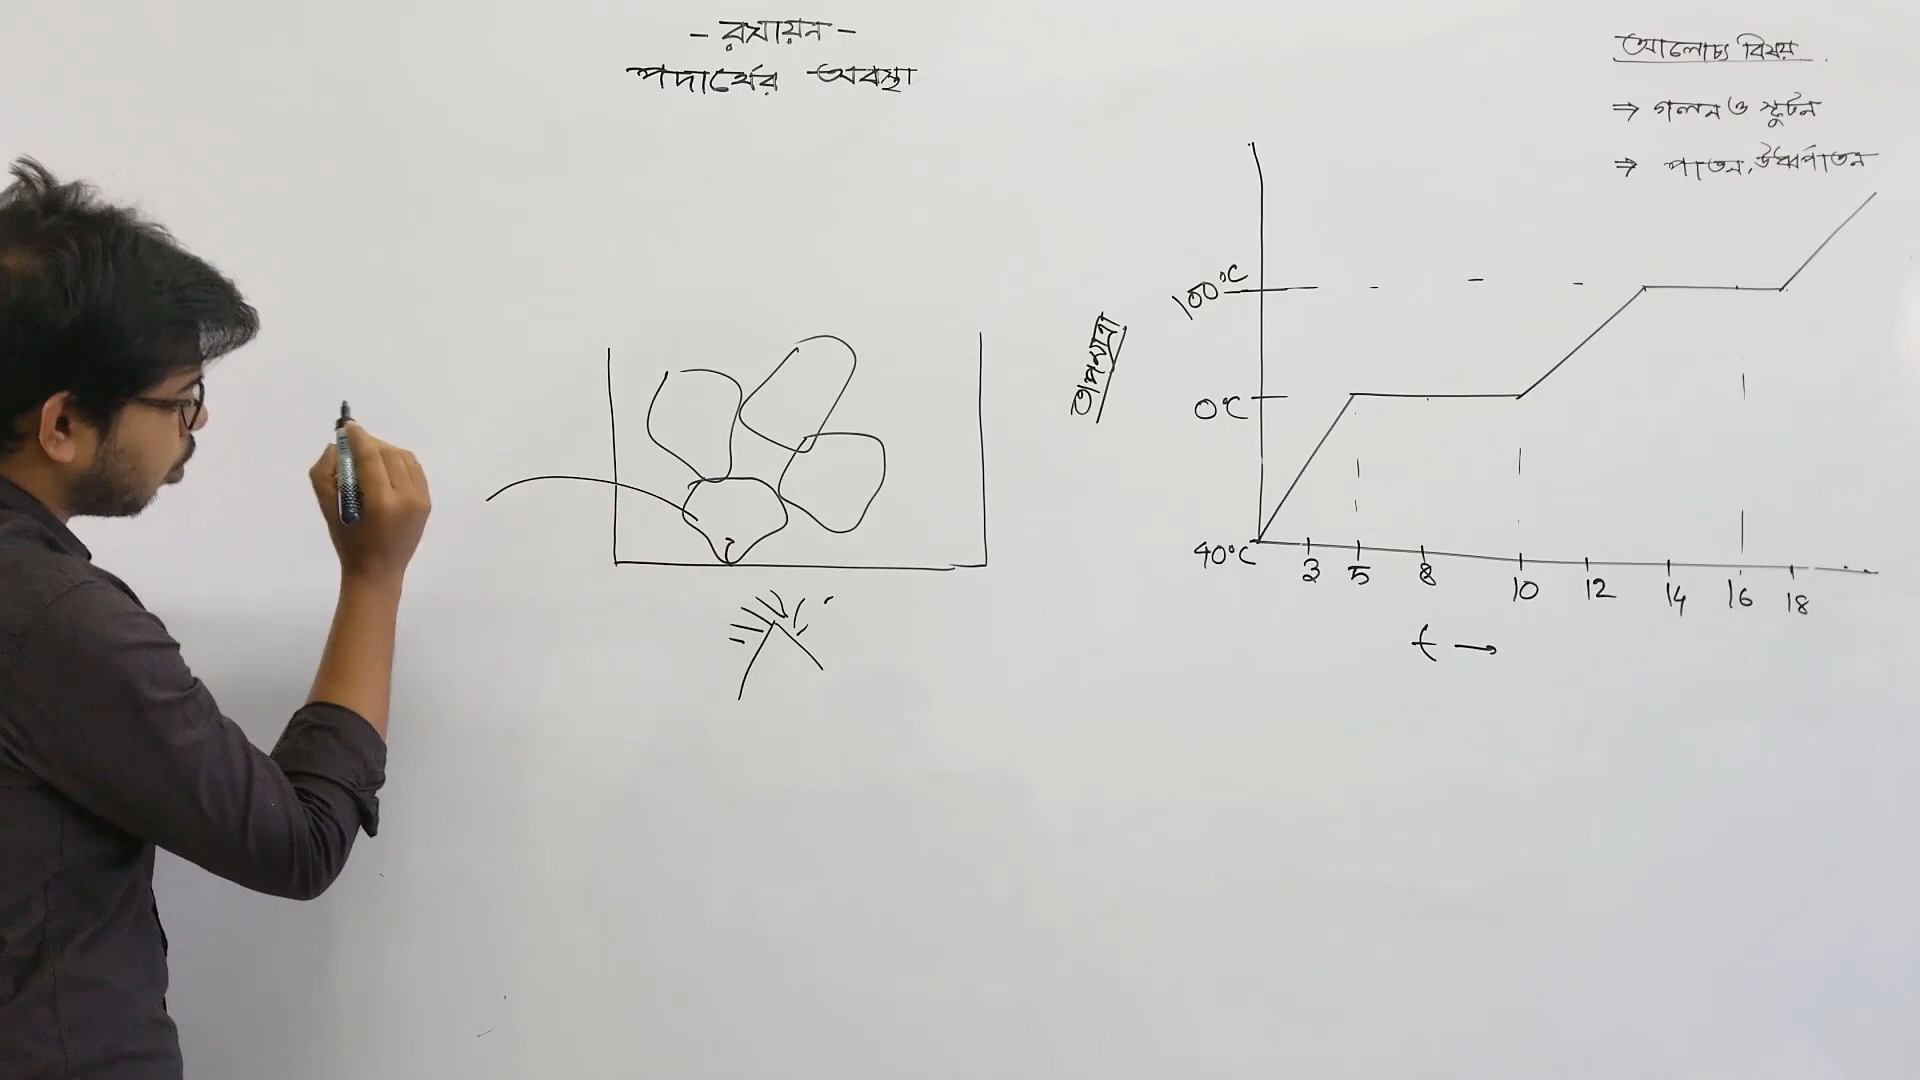 - রসায়ন -
পদার্থের অবস্থা
আলোচ্য বিষয়
⇒ গলন ও স্ফুটন
⇒ পাতন, ঊর্ধ্বপাতন
100°C
তাপমাত্রা
0°C
40°C
3 5 8 10 12 14 16 18
t →